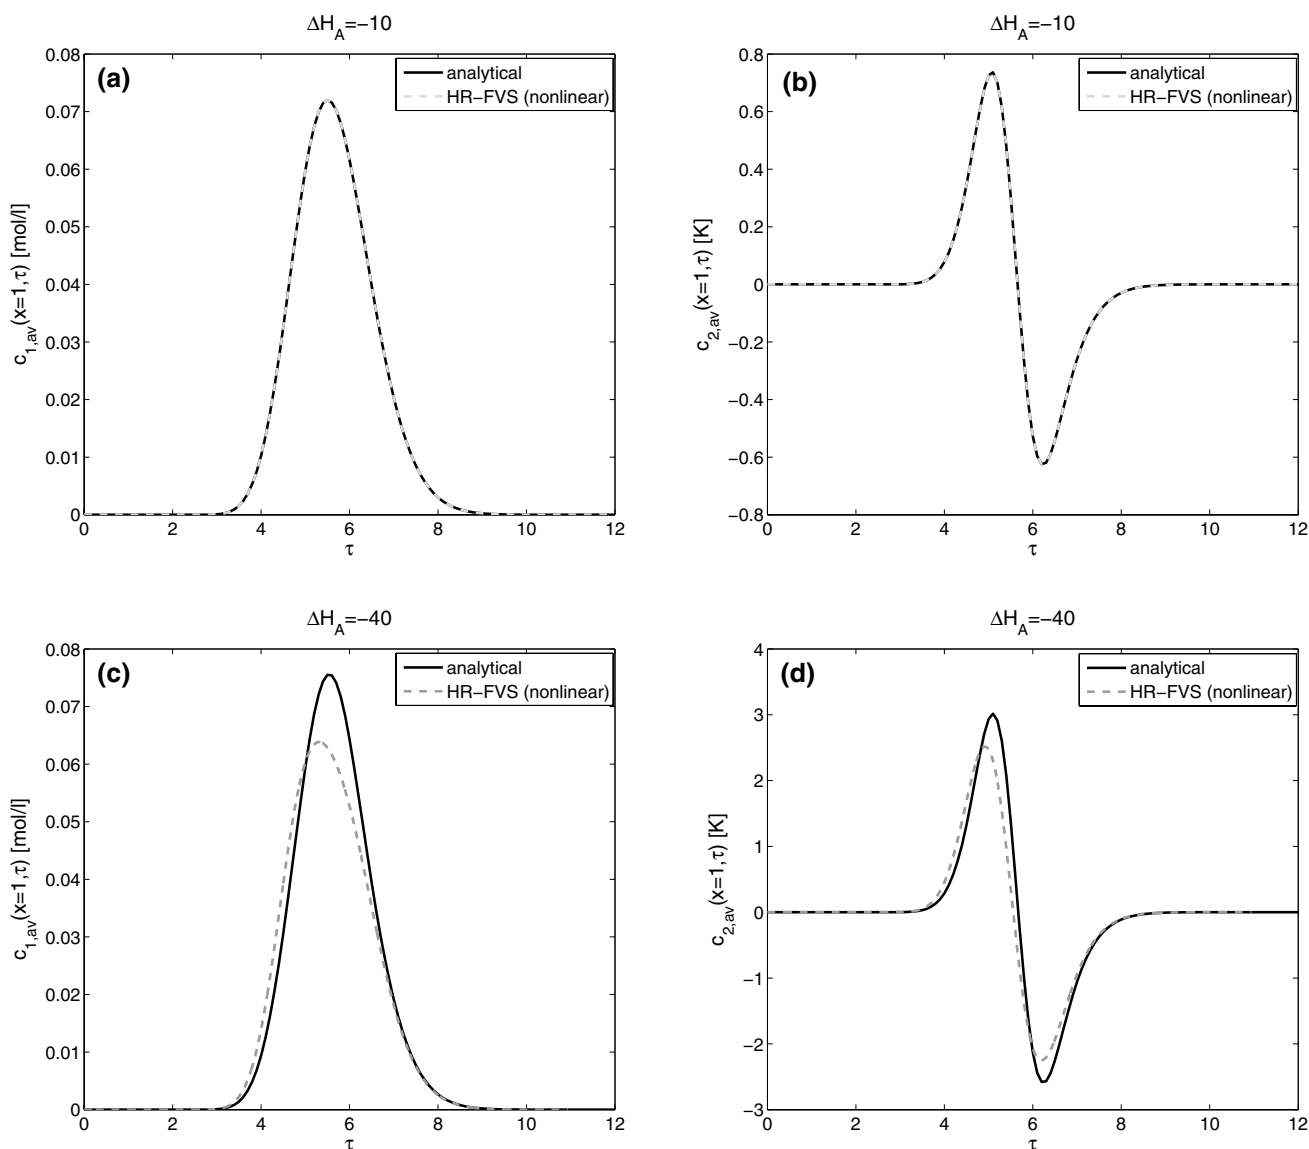 ΔH_A=−10
(a)
analytical
HR−FVS (nonlinear)
0.08
0.07
0.06
0.05
0.04
0.03
0.02
0.01
0
c_1,av(x=1,τ) [mol/l]
0 2 4 6 8 10 12
τ
ΔH_A=−10
(b)
analytical
HR−FVS (nonlinear)
0.8
0.6
0.4
0.2
0
−0.2
−0.4
−0.6
−0.8
c_2,av(x=1,τ) [K]
0 2 4 6 8 10 12
τ
ΔH_A=−40
(c)
analytical
HR−FVS (nonlinear)
0.08
0.07
0.06
0.05
0.04
0.03
0.02
0.01
0
c_1,av(x=1,τ) [mol/l]
0 2 4 6 8 10 12
τ
ΔH_A=−40
(d)
analytical
HR−FVS (nonlinear)
4
3
2
1
0
−1
−2
−3
c_2,av(x=1,τ) [K]
0 2 4 6 8 10 12
τ